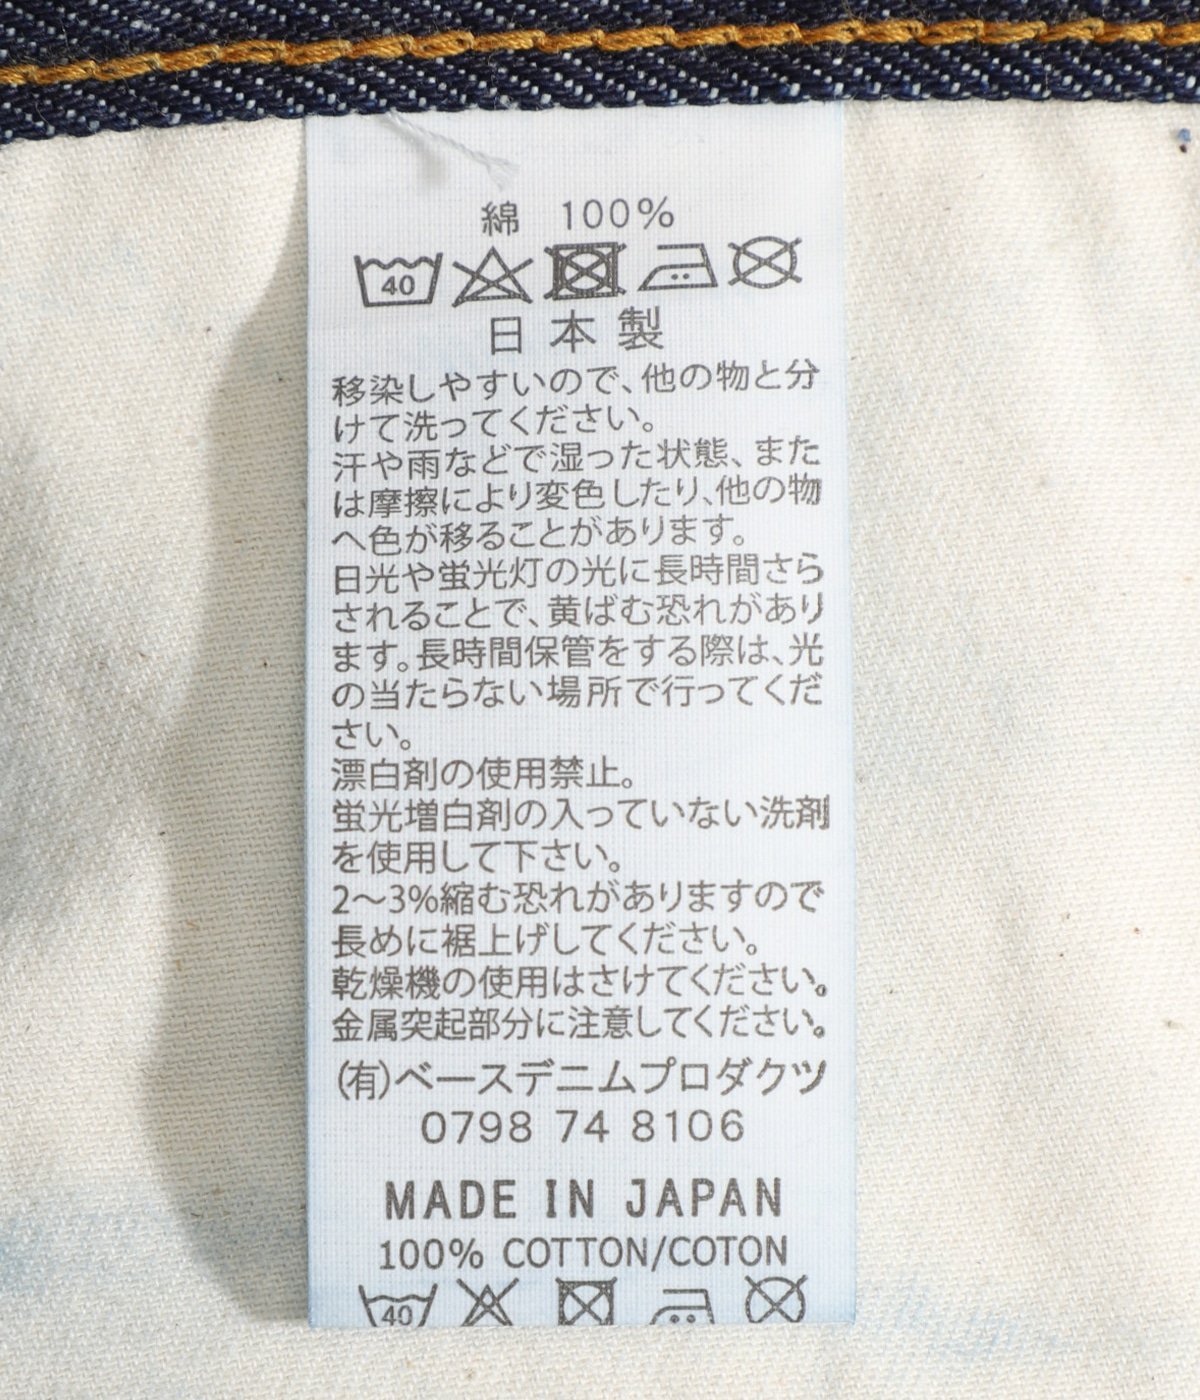 綿 100%
40
日本製
移染しやすいので、他の物と分
けて洗ってください。
汗や雨などで湿った状態、また
は摩擦により変色したり、他の物
へ色が移ることがあります。
日光や蛍光灯の光に長時間さら
されることで、黄ばむ恐れがあり
ます。長時間保管をする際は、光
の当たらない場所で行ってくだ
さい。
漂白剤の使用禁止。
蛍光増白剤の入っていない洗剤
を使用して下さい。
2〜3%縮む恐れがありますので
長めに裾上げしてください。
乾燥機の使用はさけてください。
金属突起部分に注意してください。
(有)ベースデニムプロダクツ
0798 74 8106
MADE IN JAPAN
100% COTTON/COTON
40